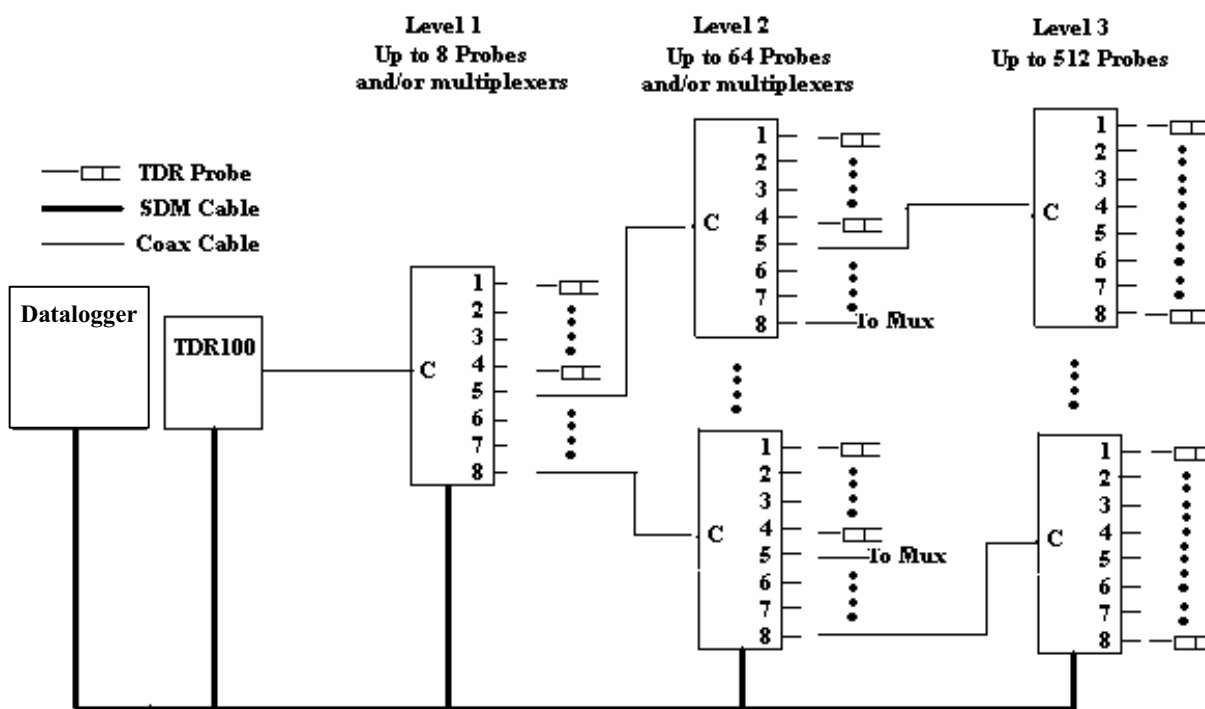 Level 1
Up to 8 Probes
and/or multiplexers
Level 2
Up to 64 Probes
and/or multiplexers
Level 3
Up to 512 Probes
TDR Probe
SDM Cable
Coax Cable
Datalogger
TDR100
C
1
2
3
4
5
6
7
8
C
1
2
3
4
5
6
7
8
To Mux
C
1
2
3
4
5
6
7
8
To Mux
C
1
2
3
4
5
6
7
8
C
1
2
3
4
5
6
7
8